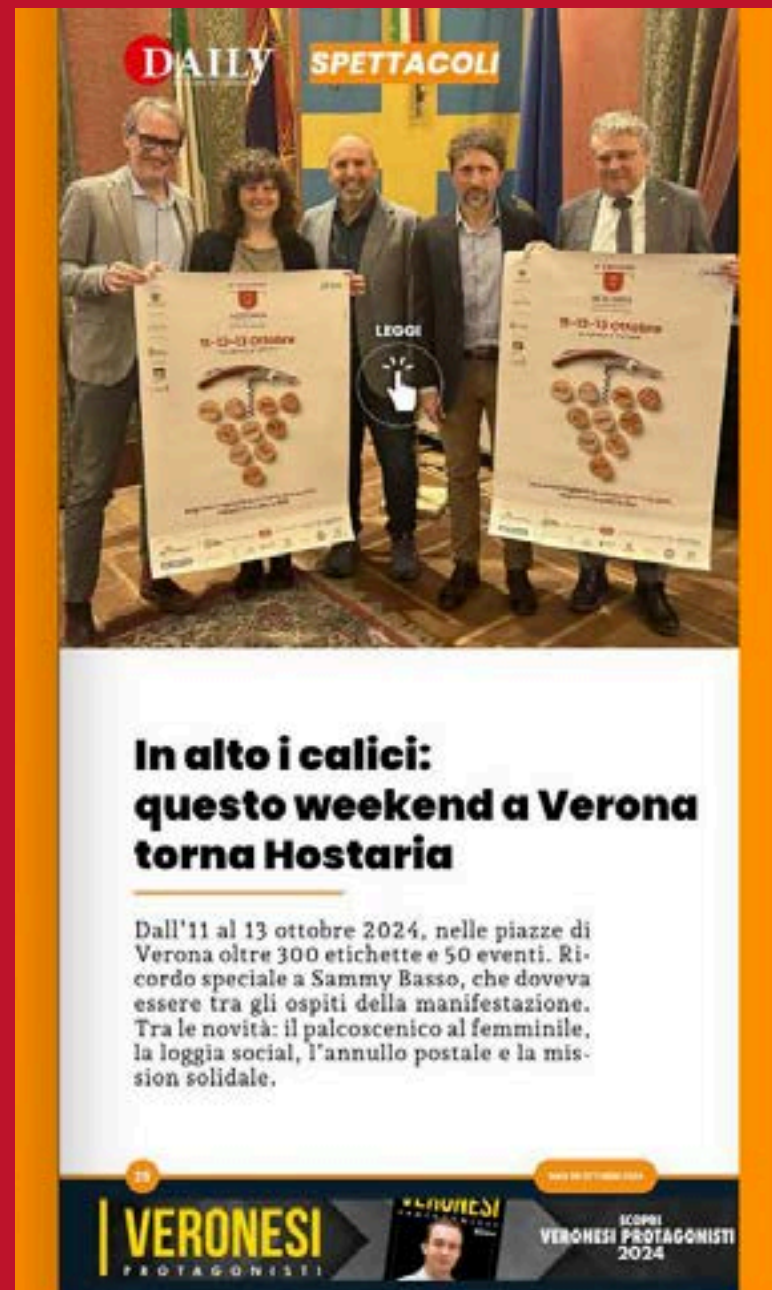 DAILY SPETTACOLI
HOSTARIA
11-12-13 Ottobre
11-12-13 Ottobre
LEGGI
In alto i calici:
questo weekend a Verona
torna Hostaria
Dall'11 al 13 ottobre 2024, nelle piazze di
Verona oltre 300 etichette e 50 eventi. Ri-
cordo speciale a Sammy Basso, che doveva
essere tra gli ospiti della manifestazione.
Tra le novità: il palcoscenico al femminile,
la loggia social, l'annullo postale e la mis-
sion solidale.
VERONESI
PROTAGONISTI
VERONESI
SCOPRI
VERONESI PROTAGONISTI
2024